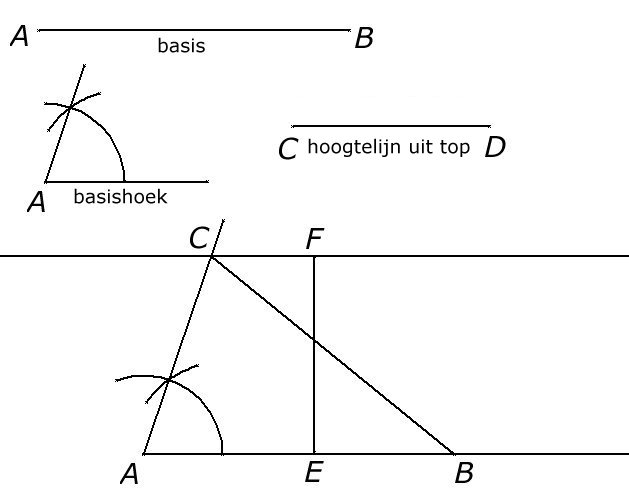 A B
basis
C hoogtelijn uit top D
A basishoek
C F
A E B